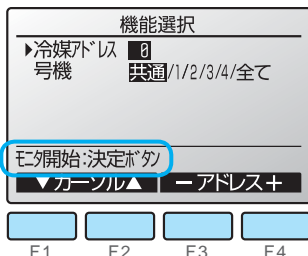 機能選択
▶冷媒ｱﾄﾞﾚｽ 0
号機 共通/1/2/3/4/全て
ﾓﾆﾀ開始:決定ﾎﾞﾀﾝ
▼カーソル▲ －アドレス＋
F1 F2 F3 F4